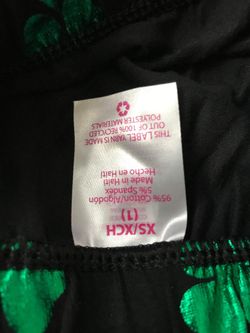 XS/XCH
(1)
95% Cotton/Algodón
5% Spandex
Made in Haiti
Hecho en Haití
THIS LABEL YARN IS MADE
OUT OF 100% RECYCLED
POLYESTER MATERIALS